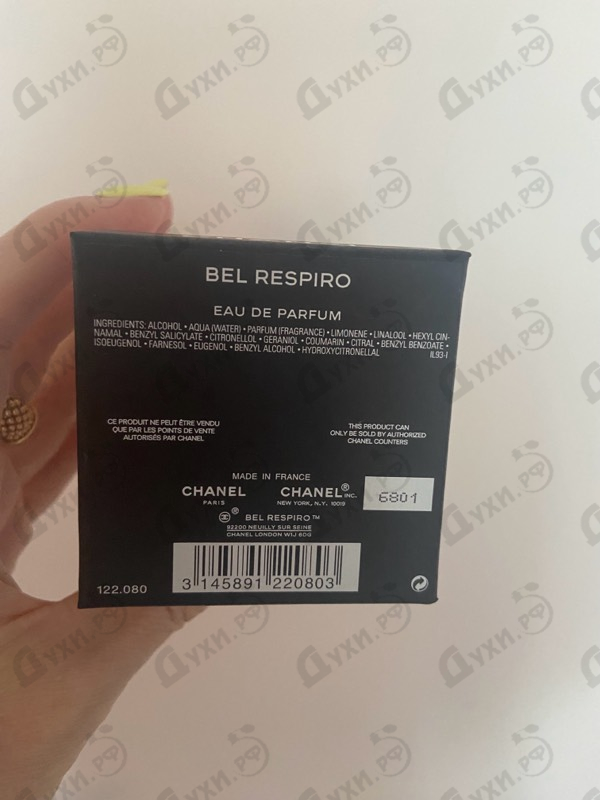 BEL RESPIRO
EAU DE PARFUM
INGREDIENTS: ALCOHOL • AQUA (WATER) • PARFUM (FRAGRANCE) • LIMONENE • LINALOOL • HEXYL CIN-
NAMAL • BENZYL SALICYLATE • CITRONELLOL • GERANIOL • COUMARIN • CITRAL • BENZYL BENZOATE •
ISOEUGENOL • FARNESOL • EUGENOL • BENZYL ALCOHOL • HYDROXYCITRONELLAL
IL93-1
CE PRODUIT NE PEUT ÊTRE VENDU
QUE PAR LES POINTS DE VENTE
AUTORISÉS PAR CHANEL
THIS PRODUCT CAN
ONLY BE SOLD BY AUTHORIZED
CHANEL COUNTERS
MADE IN FRANCE
CHANEL CHANEL® INC.
PARIS NEW YORK, N.Y. 10019
6801
® BEL RESPIRO™
92200 NEUILLY SUR SEINE
CHANEL LONDON W1J 8DG
122.080
3 145891 220803
Духи.рф